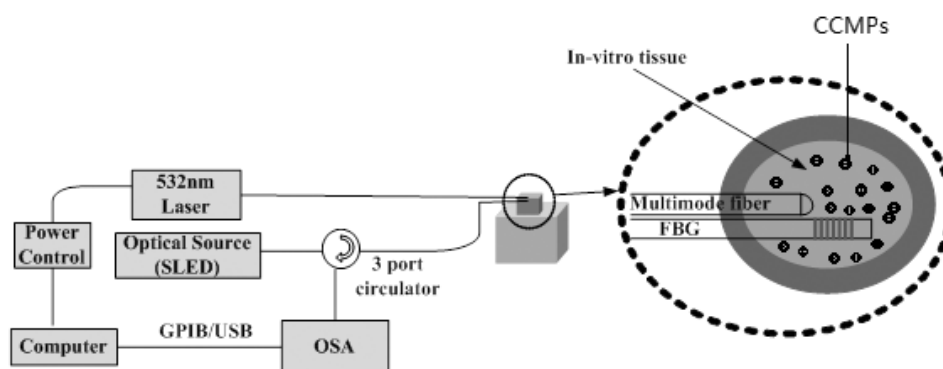 CCMPs
In-vitro tissue
532nm
Laser
Multimode fiber
FBG
Power
Control
Optical Source
(SLED)
3 port
circulator
GPIB/USB
Computer
OSA